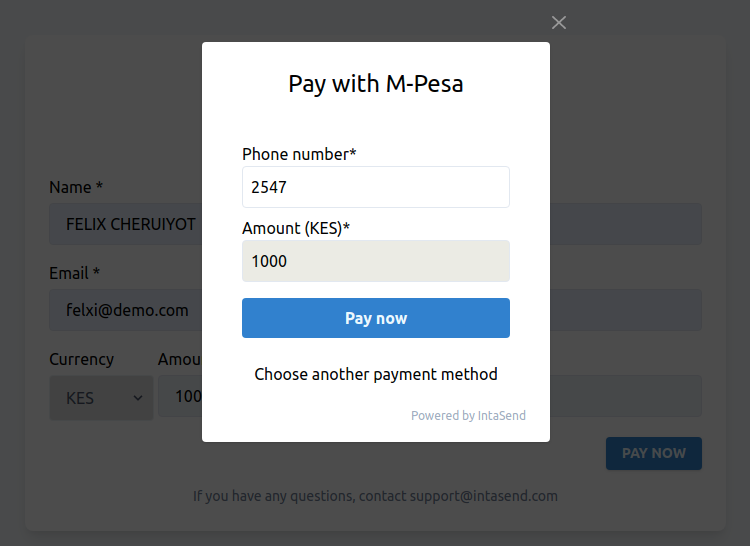 Pay with M-Pesa
Phone number*
2547
Amount (KES)*
1000
Pay now
Choose another payment method
Powered by IntaSend
Name *
FELIX CHERUIYOT
Email *
felxi@demo.com
Currency Amou
KES 100
PAY NOW
If you have any questions, contact support@intasend.com